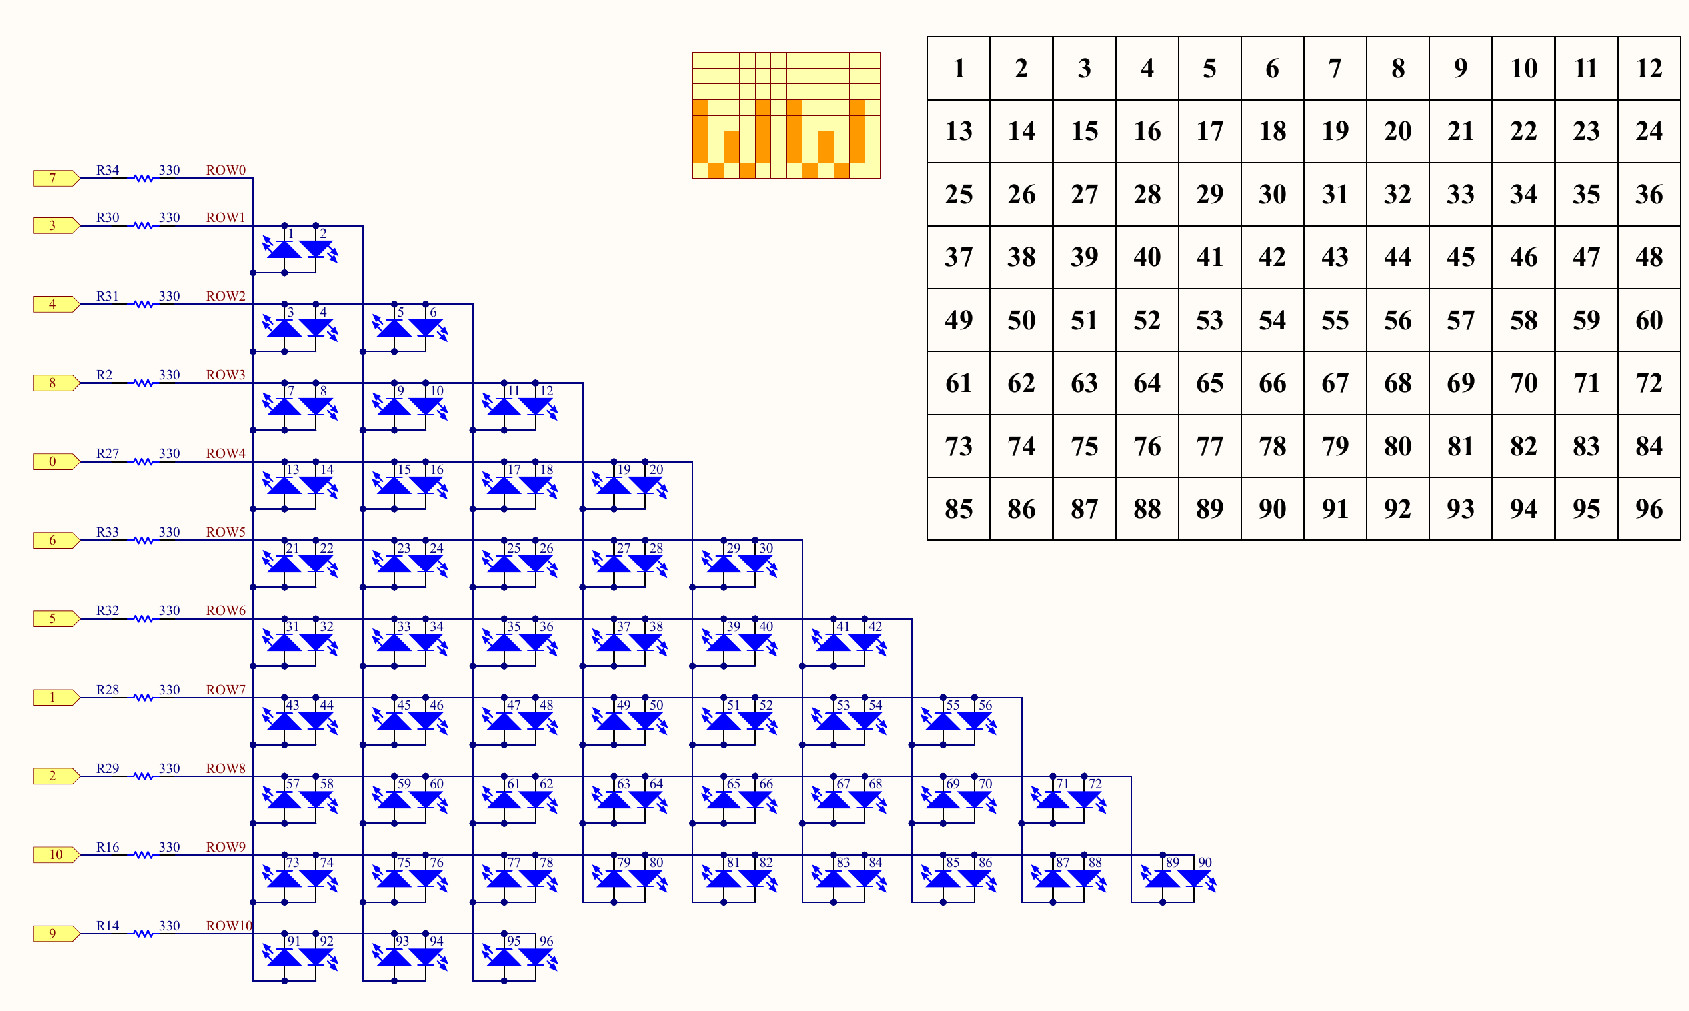 1 2 3 4 5 6 7 8 9 10 11 12
13 14 15 16 17 18 19 20 21 22 23 24
25 26 27 28 29 30 31 32 33 34 35 36
37 38 39 40 41 42 43 44 45 46 47 48
49 50 51 52 53 54 55 56 57 58 59 60
61 62 63 64 65 66 67 68 69 70 71 72
73 74 75 76 77 78 79 80 81 82 83 84
85 86 87 88 89 90 91 92 93 94 95 96
7 R34 330 ROW0
3 R30 330 ROW1
1 2
4 R31 330 ROW2
3 4 5 6
8 R2 330 ROW3
7 8 9 10 11 12
0 R27 330 ROW4
13 14 15 16 17 18 19 20
6 R33 330 ROW5
21 22 23 24 25 26 27 28 29 30
5 R32 330 ROW6
31 32 33 34 35 36 37 38 39 40 41 42
1 R28 330 ROW7
43 44 45 46 47 48 49 50 51 52 53 54 55 56
2 R29 330 ROW8
57 58 59 60 61 62 63 64 65 66 67 68 69 70 71 72
10 R16 330 ROW9
73 74 75 76 77 78 79 80 81 82 83 84 85 86 87 88 89 90
9 R14 330 ROW10
91 92 93 94 95 96